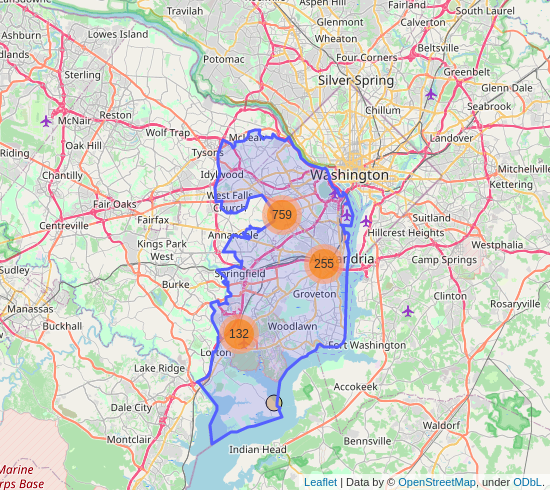 Travilah
Aspen Hill
Fairland
South Laurel
Glenmont
Calverton
Ashburn
Lowes Island
Wheaton
Potomac
Four Corners
Beltsville
Sterling
Silver Spring
Greenbelt
Glenn Dale
Reston
McNair
Chillum
Seabrook
Wolf Trap
McLean
Landover
Riding
Oak Hill
Tysons
Mitchellville
Chantilly
Idylwood
Washington
Kettering
Fair Oaks
West Falls
Church
759
Suitland
Centreville
Fairfax
Annandale
Hillcrest Heights
Westphalia
Kings Park
West
255
andria
Camp Springs
Sudley
Burke
Springfield
Groveton
Clinton
Rosaryville
Manassas
Buckhall
132
Woodlawn
Lorton
Fort Washington
Lake Ridge
Accokeek
Dale City
Waldorf
Montclair
Bennsville
Indian Head
Marine
rps Base
Leaflet | Data by © OpenStreetMap, under ODbL.